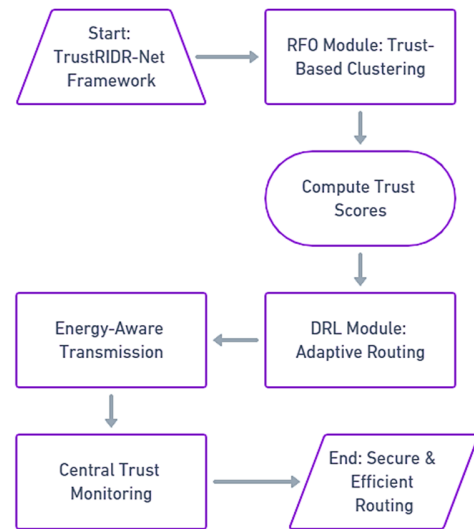 Start:
TrustRIDR-Net
Framework
RFO Module: Trust-
Based Clustering
Compute Trust
Scores
DRL Module:
Adaptive Routing
Energy-Aware
Transmission
Central Trust
Monitoring
End: Secure &
Efficient
Routing